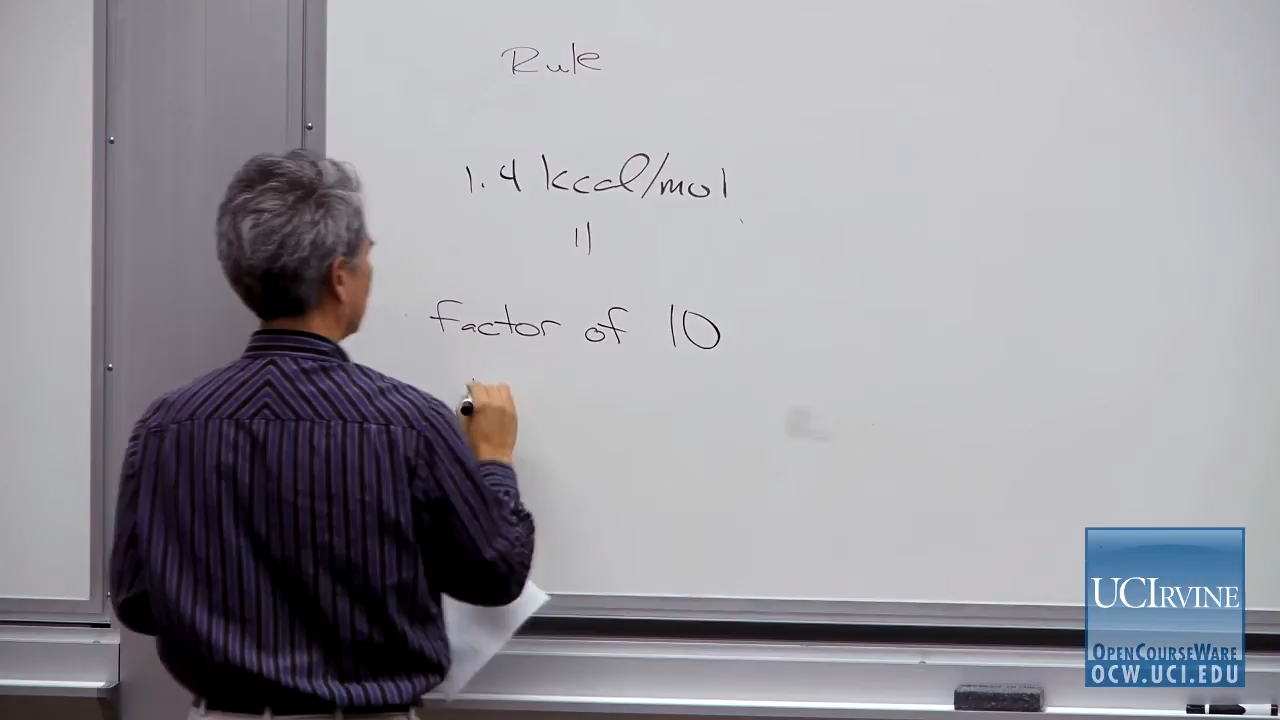 Rule
1.4 kcal/mol
||
factor of 10
UCIRVINE
OPENCOURSEWARE
OCW.UCI.EDU